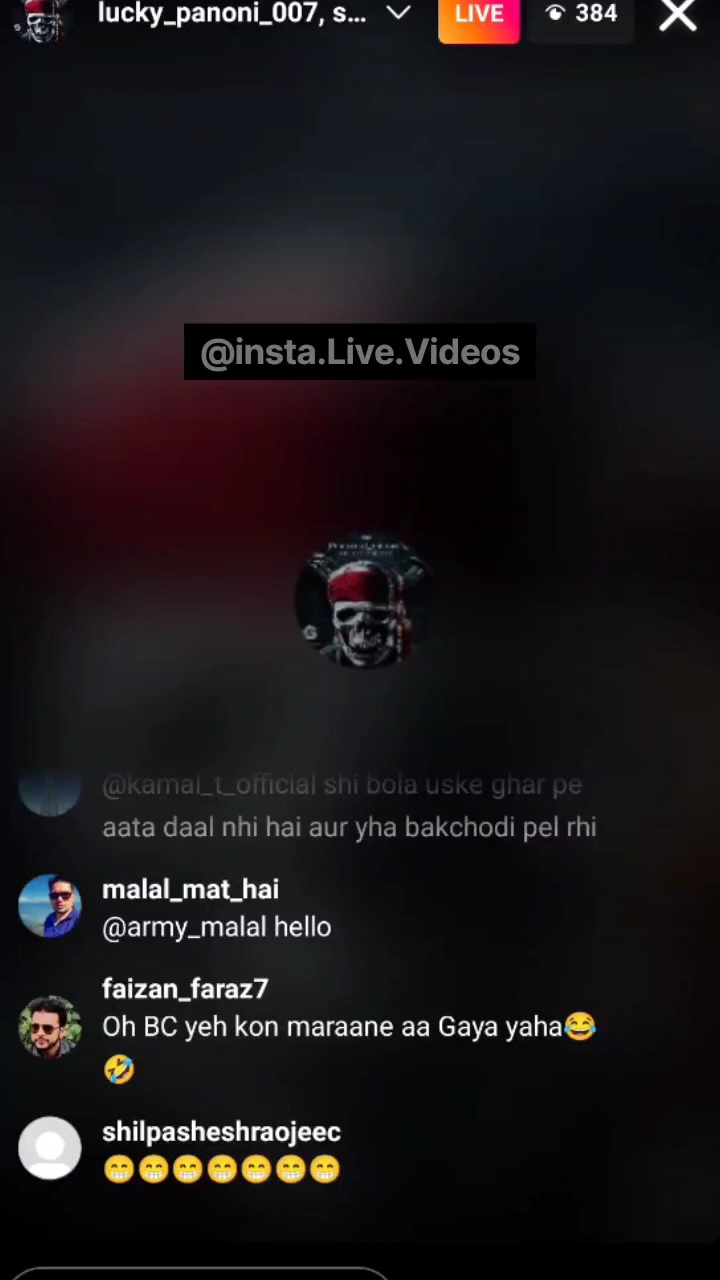 lucky_panoni_007, s...
LIVE
384
@insta.Live.Videos
@kamal_t_official shi bola uske ghar pe
aata daal nhi hai aur yha bakchodi pel rhi
malal_mat_hai
@army_malal hello
faizan_faraz7
Oh BC yeh kon maraane aa Gaya yaha😂
🤣
shilpasheshraojeec
😁😁😁😁😁😁😁